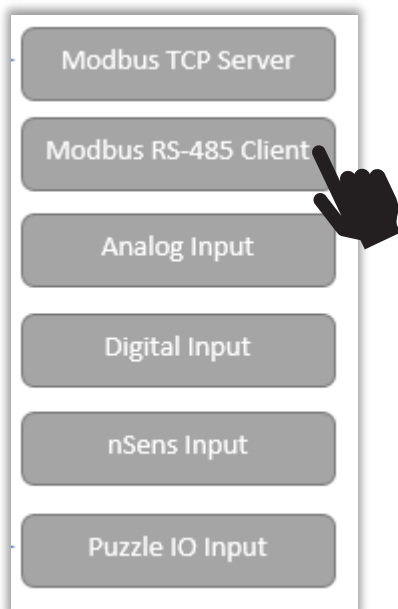 Modbus TCP Server
Modbus RS-485 Client
Analog Input
Digital Input
nSens Input
Puzzle IO Input